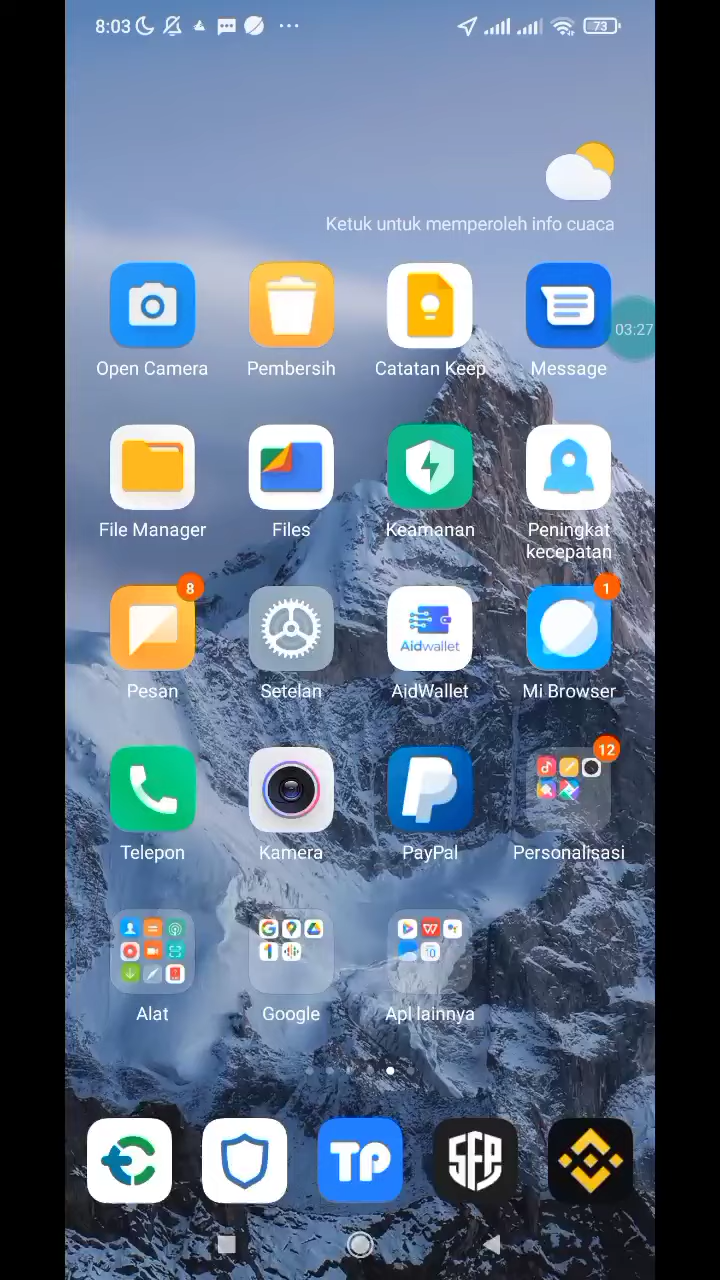 8:03
73
Ketuk untuk memperoleh info cuaca
03:27
Open Camera
Pembersih
Catatan Keep
Message
File Manager
Files
Keamanan
Peningkat
kecepatan
8
1
Aidwallet
Pesan
Setelan
AidWallet
Mi Browser
12
Telepon
Kamera
PayPal
Personalisasi
10
Alat
Google
Apl lainnya
TP
SFP